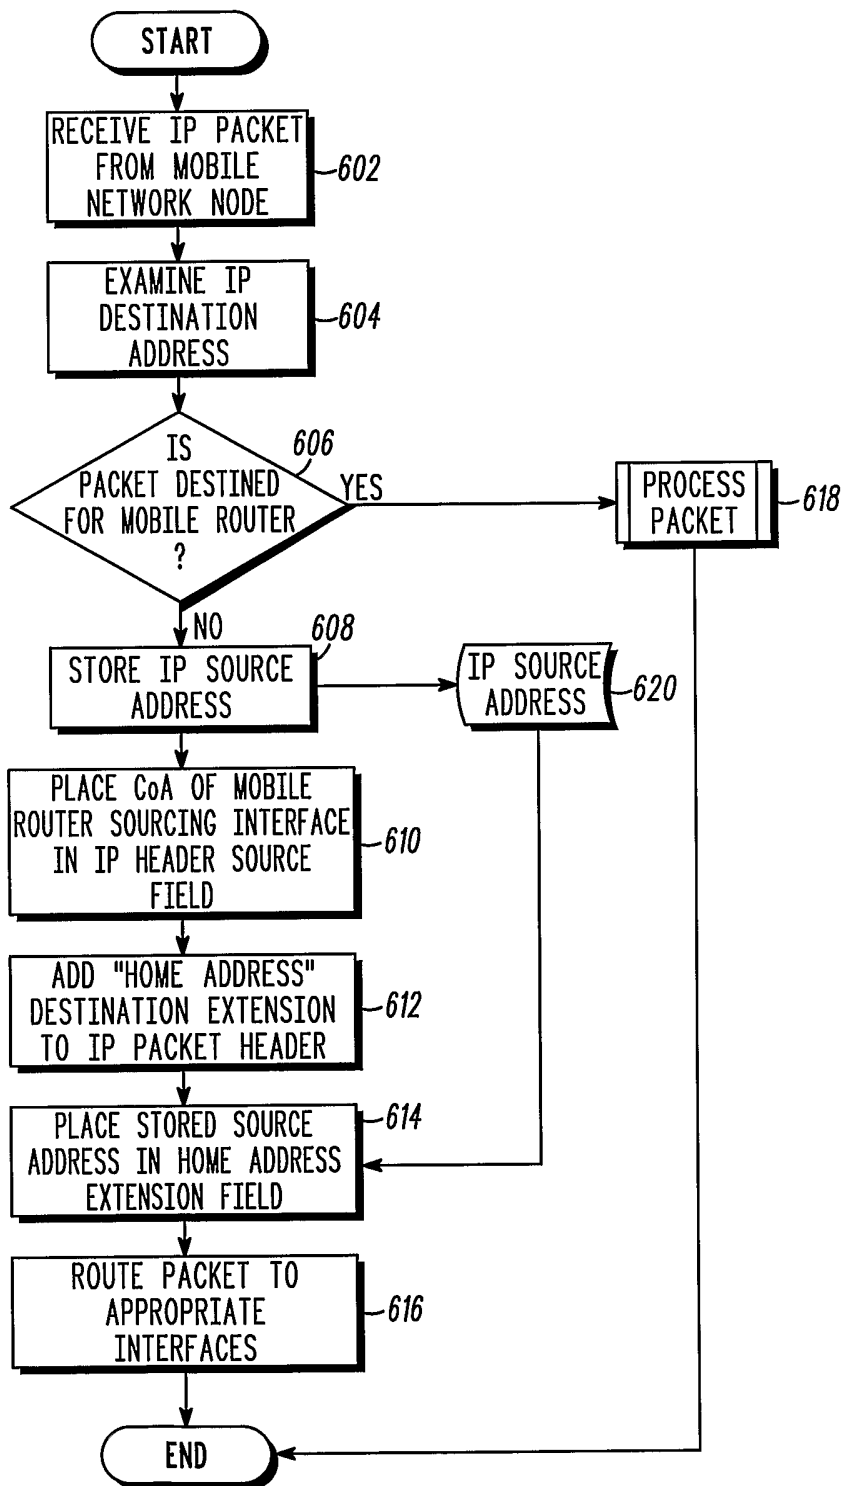 START
RECEIVE IP PACKET
FROM MOBILE
NETWORK NODE
602
EXAMINE IP
DESTINATION
ADDRESS
604
IS
PACKET DESTINED
FOR MOBILE ROUTER
?
606
YES
PROCESS
PACKET
618
NO
STORE IP SOURCE
ADDRESS
608
IP SOURCE
ADDRESS
620
PLACE CoA OF MOBILE
ROUTER SOURCING INTERFACE
IN IP HEADER SOURCE
FIELD
610
ADD "HOME ADDRESS"
DESTINATION EXTENSION
TO IP PACKET HEADER
612
PLACE STORED SOURCE
ADDRESS IN HOME ADDRESS
EXTENSION FIELD
614
ROUTE PACKET TO
APPROPRIATE
INTERFACES
616
END